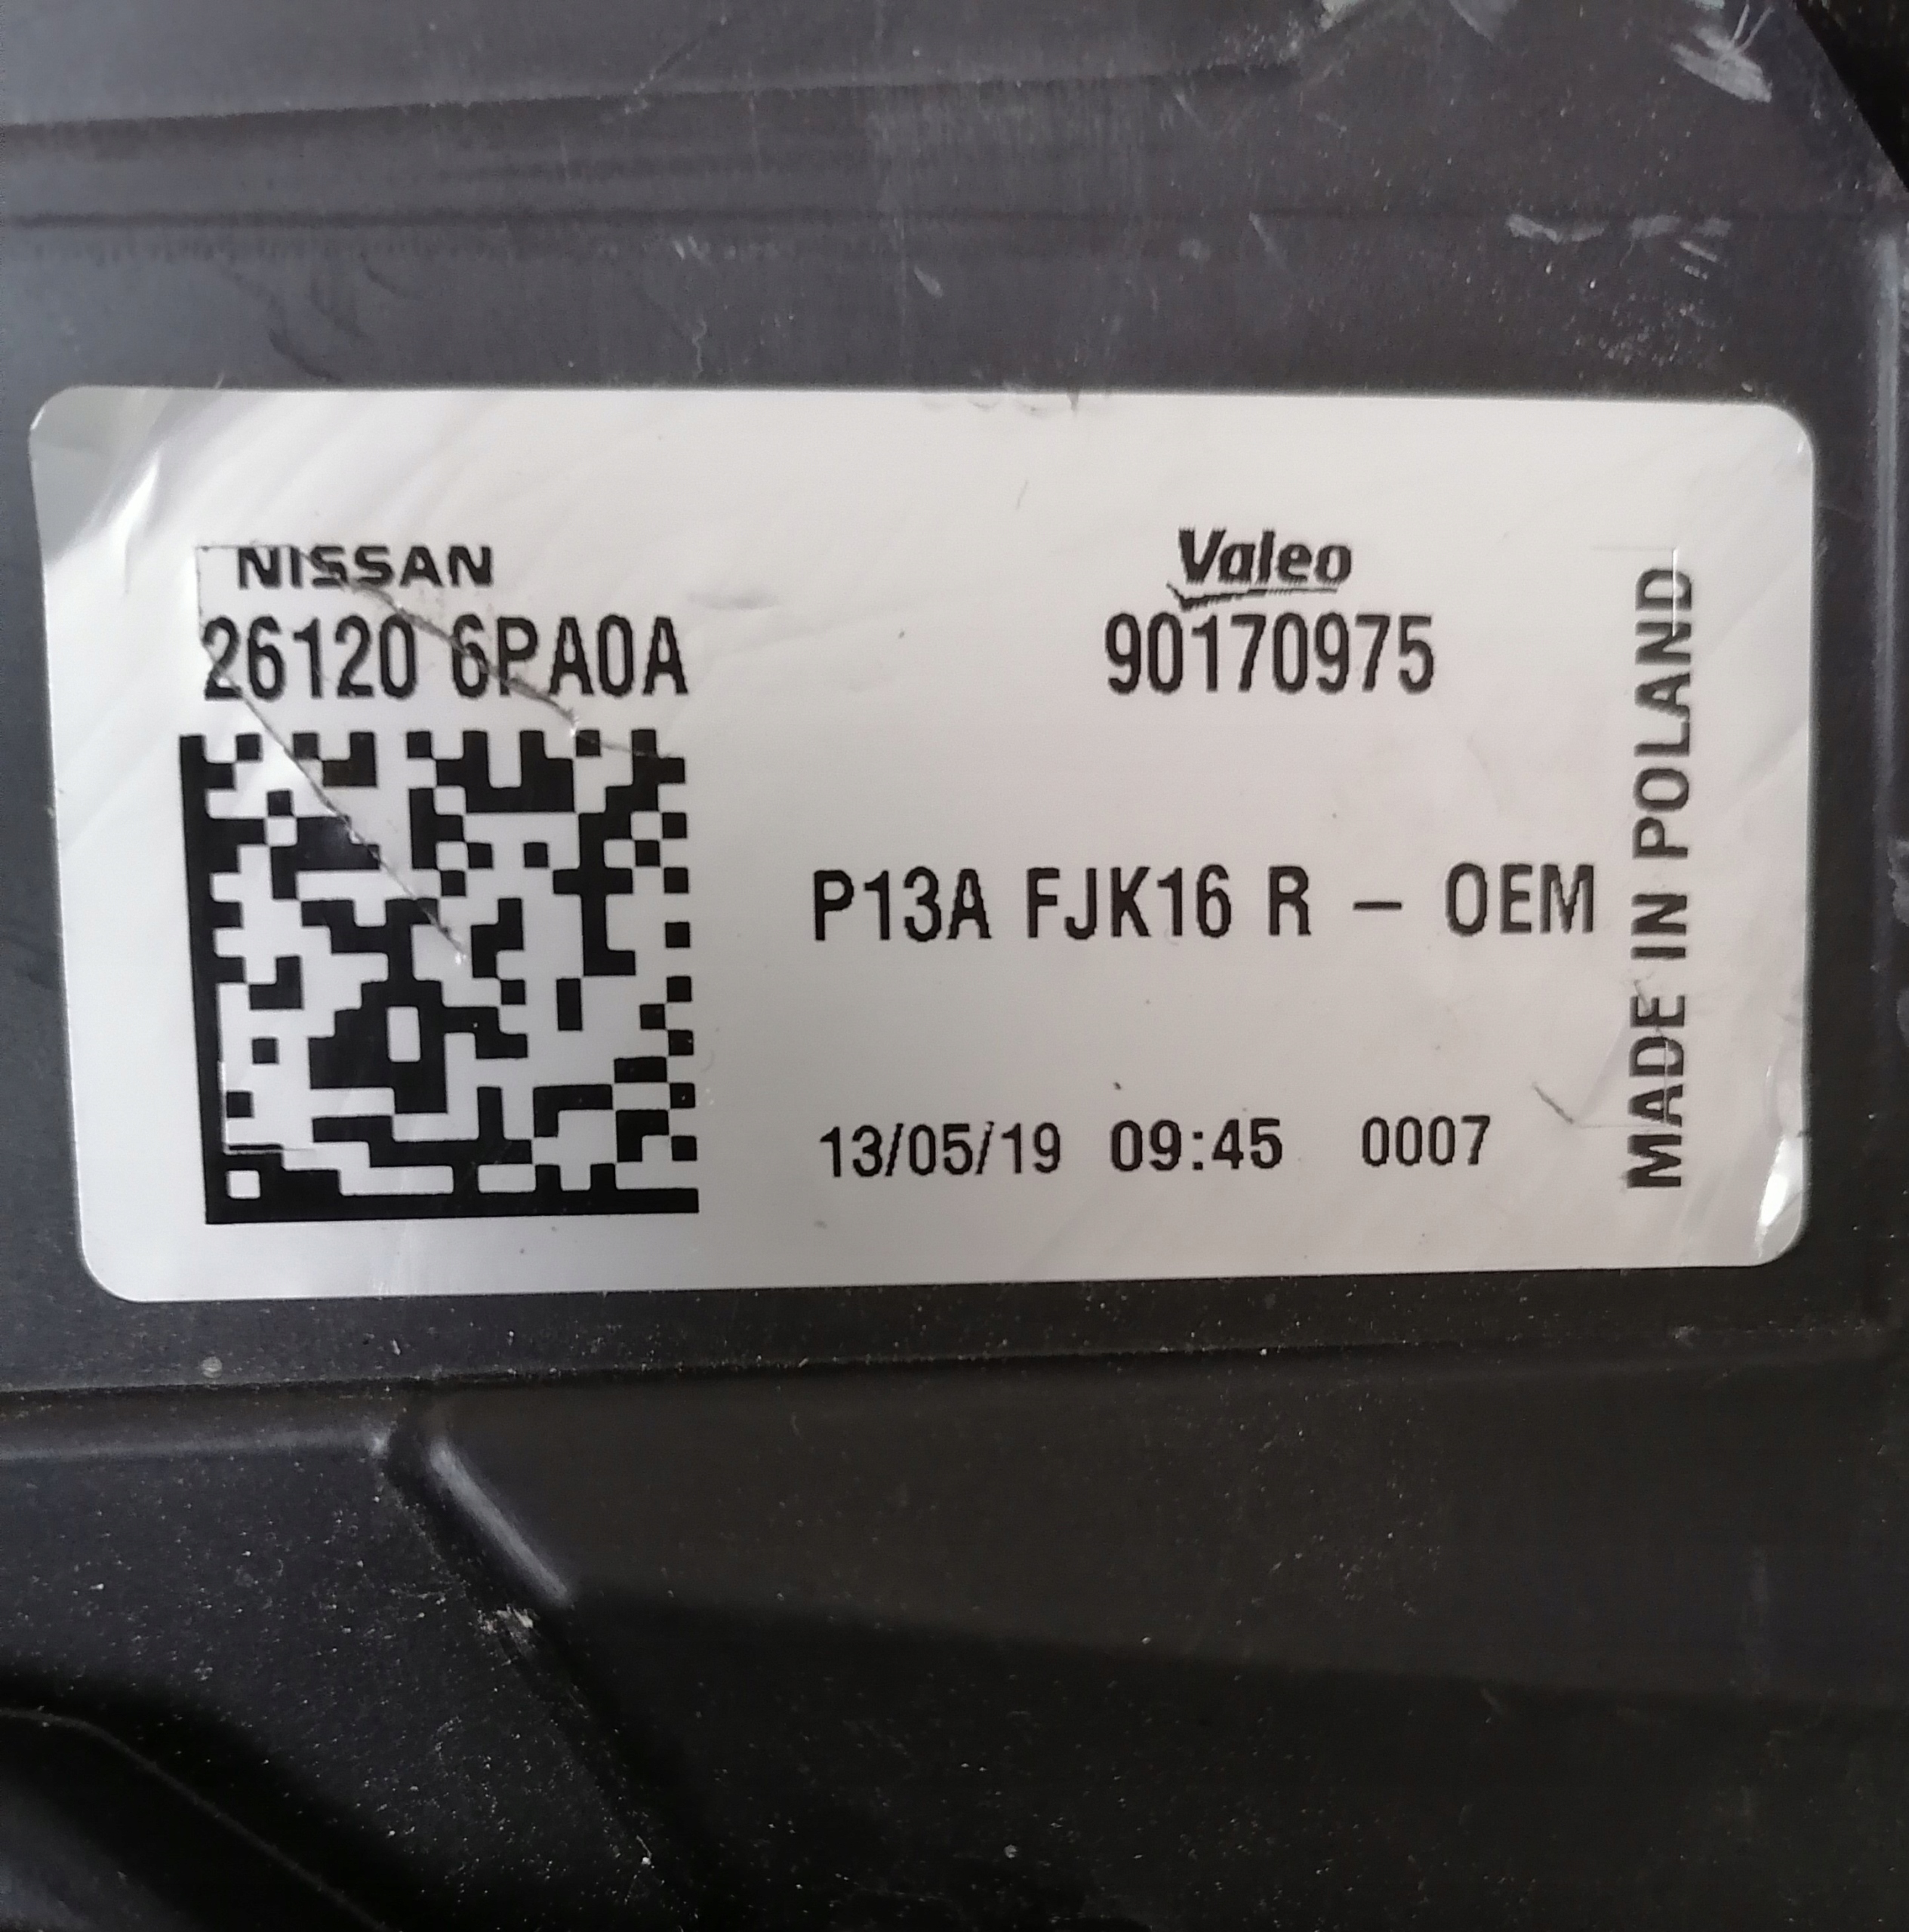 NISSAN
26120 6PA0A
Valeo
90170975
P13A FJK16 R - OEM
13/05/19 09:45 0007
MADE IN POLAND